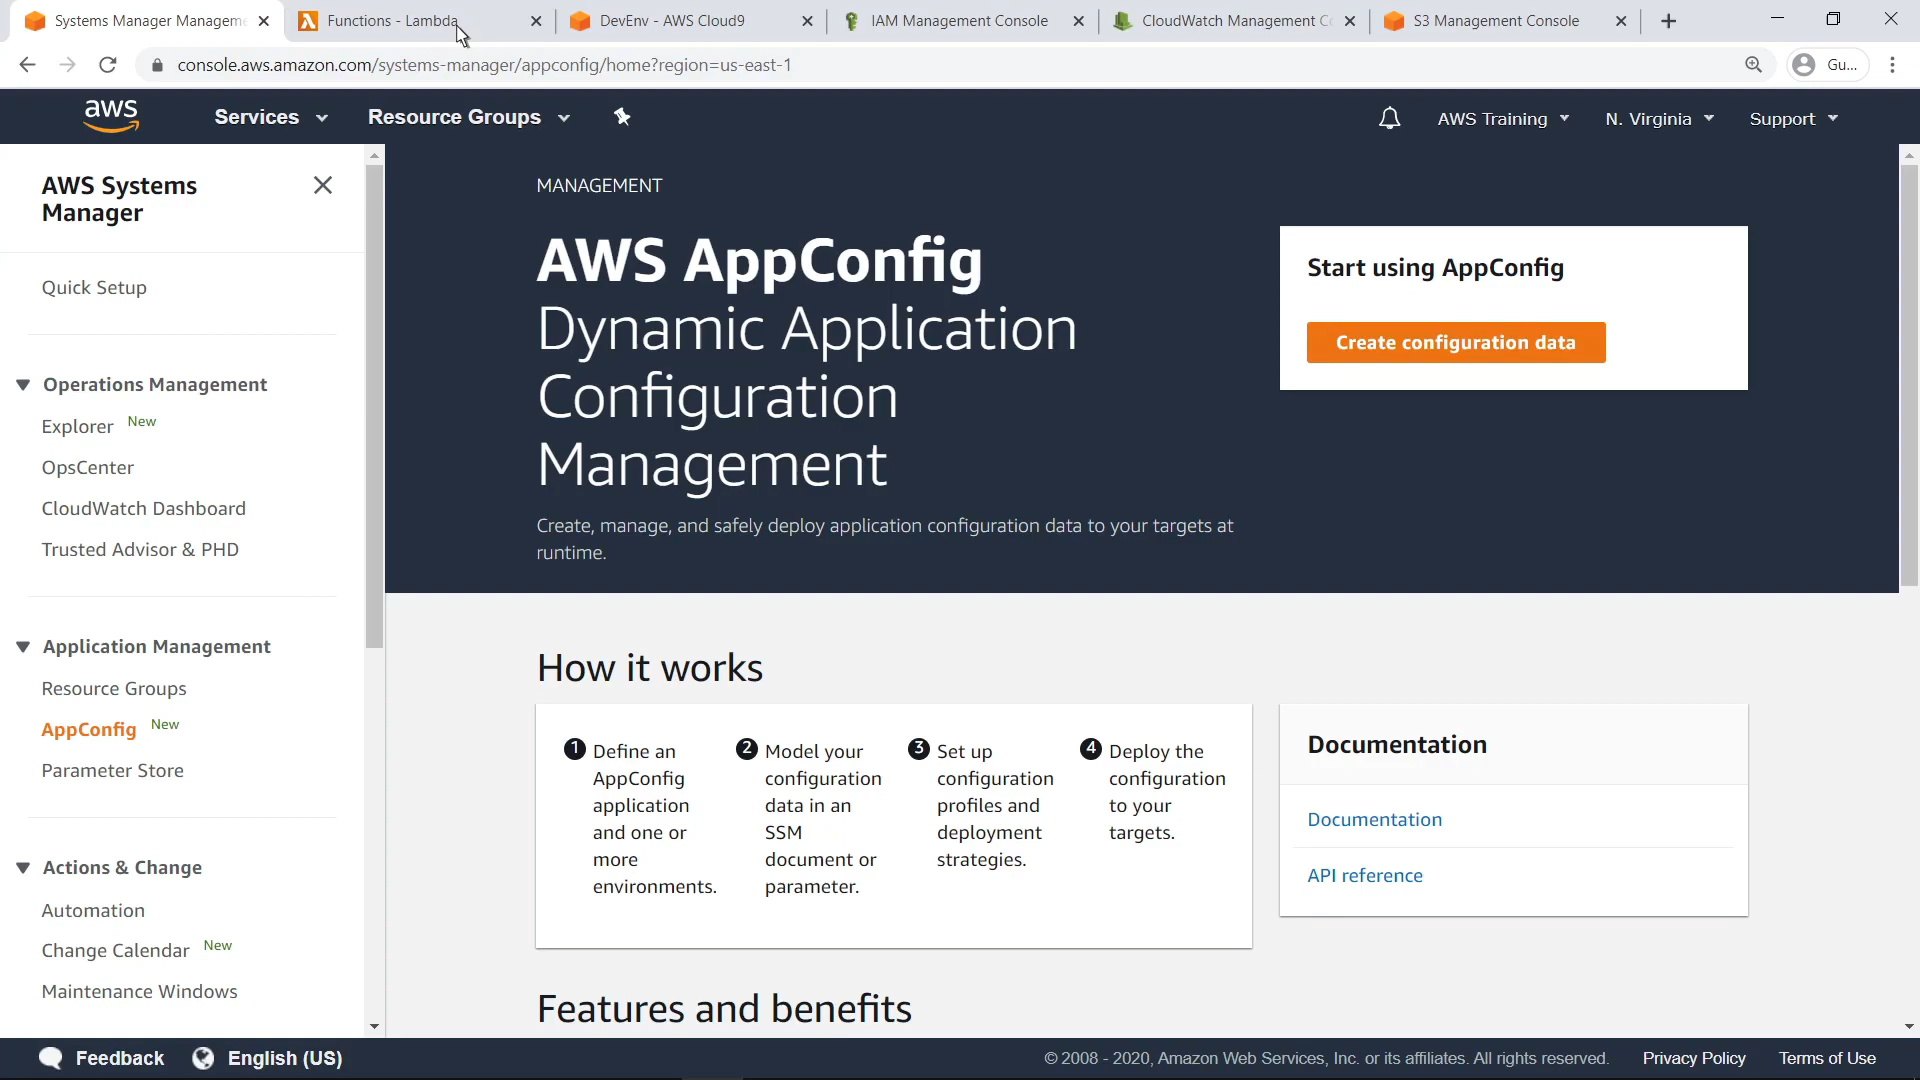 Systems Manager Manageme
Functions - Lambda
DevEnv - AWS Cloud9
IAM Management Console
CloudWatch Management Co
S3 Management Console
console.aws.amazon.com/systems-manager/appconfig/home?region=us-east-1
Gu...
aws
Services
Resource Groups
AWS Training
N. Virginia
Support
AWS Systems
Manager
Quick Setup
Operations Management
Explorer New
OpsCenter
CloudWatch Dashboard
Trusted Advisor & PHD
Application Management
Resource Groups
AppConfig New
Parameter Store
Actions & Change
Automation
Change Calendar New
Maintenance Windows
MANAGEMENT
AWS AppConfig
Dynamic Application
Configuration
Management
Create, manage, and safely deploy application configuration data to your targets at
runtime.
Start using AppConfig
Create configuration data
How it works
1 Define an
AppConfig
application
and one or
more
environments.
2 Model your
configuration
data in an
SSM
document or
parameter.
3 Set up
configuration
profiles and
deployment
strategies.
4 Deploy the
configuration
to your
targets.
Documentation
Documentation
API reference
Features and benefits
Feedback
English (US)
© 2008 - 2020, Amazon Web Services, Inc. or its affiliates. All rights reserved.
Privacy Policy
Terms of Use